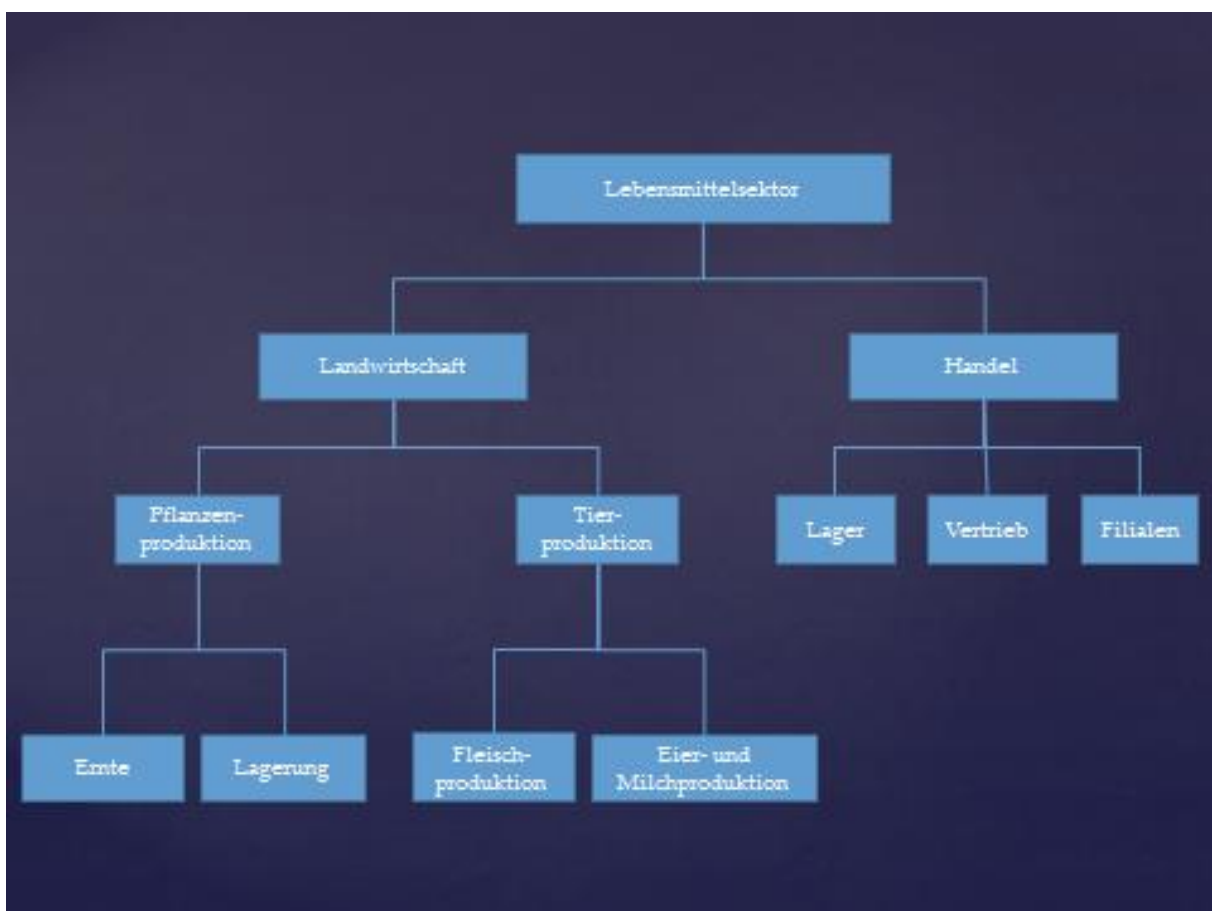 Lebensmittelsektor
Landwirtschaft
Handel
Pflanzen-
produktion
Tier-
produktion
Lager
Vertrieb
Filialen
Ernte
Lagerung
Fleisch-
produktion
Eier- und
Milchproduktion